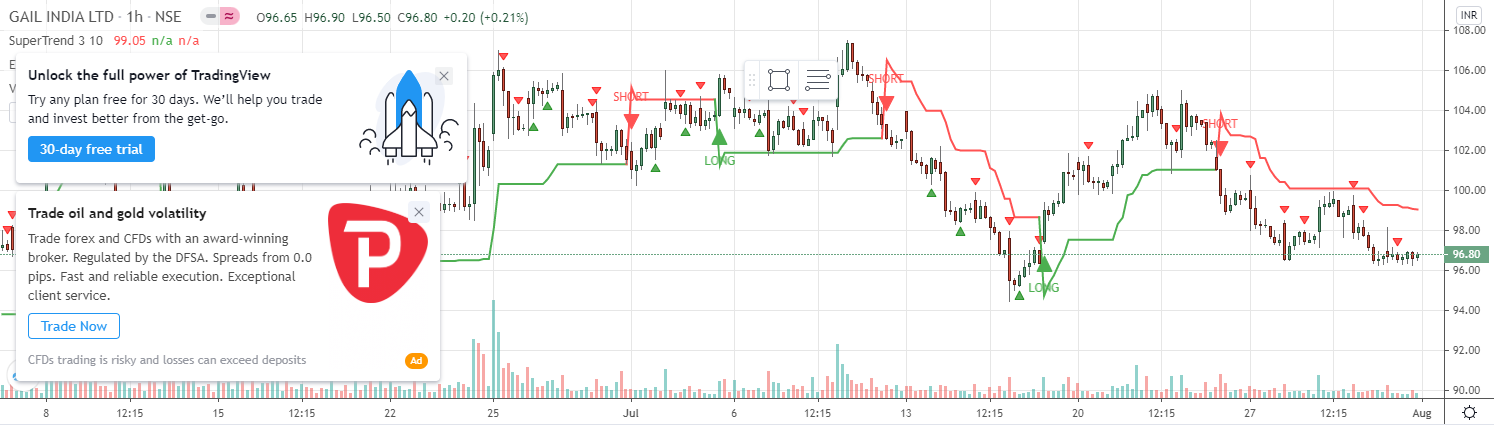 GAIL INDIA LTD · 1h · NSE O96.65 H96.90 L96.50 C96.80 +0.20 (+0.21%)
INR
SuperTrend 3 10 99.05 n/a n/a
E
V
Unlock the full power of TradingView
Try any plan free for 30 days. We'll help you trade
and invest better from the get-go.
30-day free trial
Trade oil and gold volatility
Trade forex and CFDs with an award-winning
broker. Regulated by the DFSA. Spreads from 0.0
pips. Fast and reliable execution. Exceptional
client service.
Trade Now
CFDs trading is risky and losses can exceed deposits
Ad
P
SHORT
LONG
SHORT
LONG
SHORT
108.00
106.00
104.00
102.00
100.00
98.00
96.80
96.00
94.00
92.00
90.00
8 12:15 15 12:15 22 25 Jul 6 12:15 13 12:15 20 12:15 27 12:15 Aug